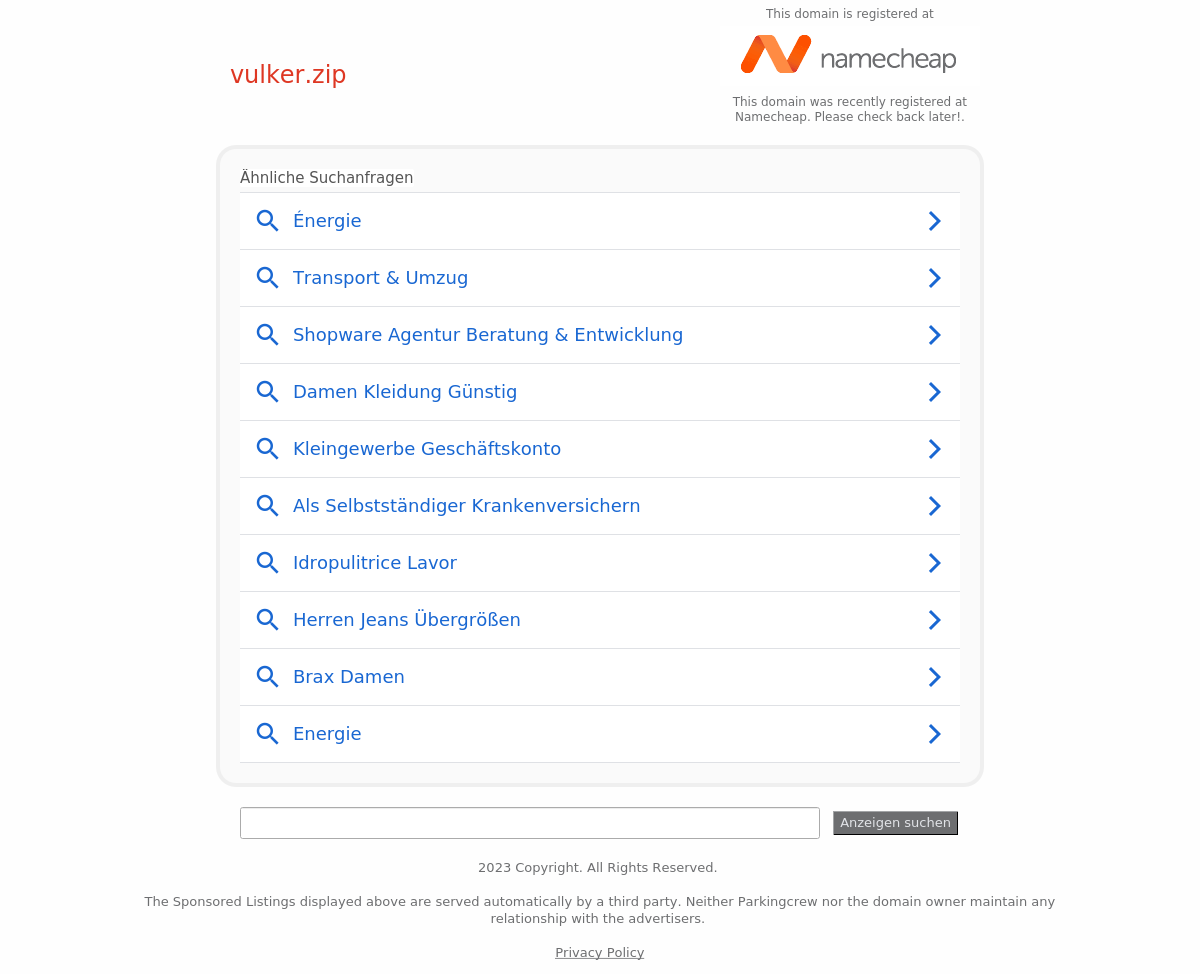 This domain is registered at
namecheap
vulker.zip
This domain was recently registered at
Namecheap. Please check back later!.
Ähnliche Suchanfragen
Énergie
Transport & Umzug
Shopware Agentur Beratung & Entwicklung
Damen Kleidung Günstig
Kleingewerbe Geschäftskonto
Als Selbstständiger Krankenversichern
Idropulitrice Lavor
Herren Jeans Übergrößen
Brax Damen
Energie
Anzeigen suchen
2023 Copyright. All Rights Reserved.
The Sponsored Listings displayed above are served automatically by a third party. Neither Parkingcrew nor the domain owner maintain any
relationship with the advertisers.
Privacy Policy